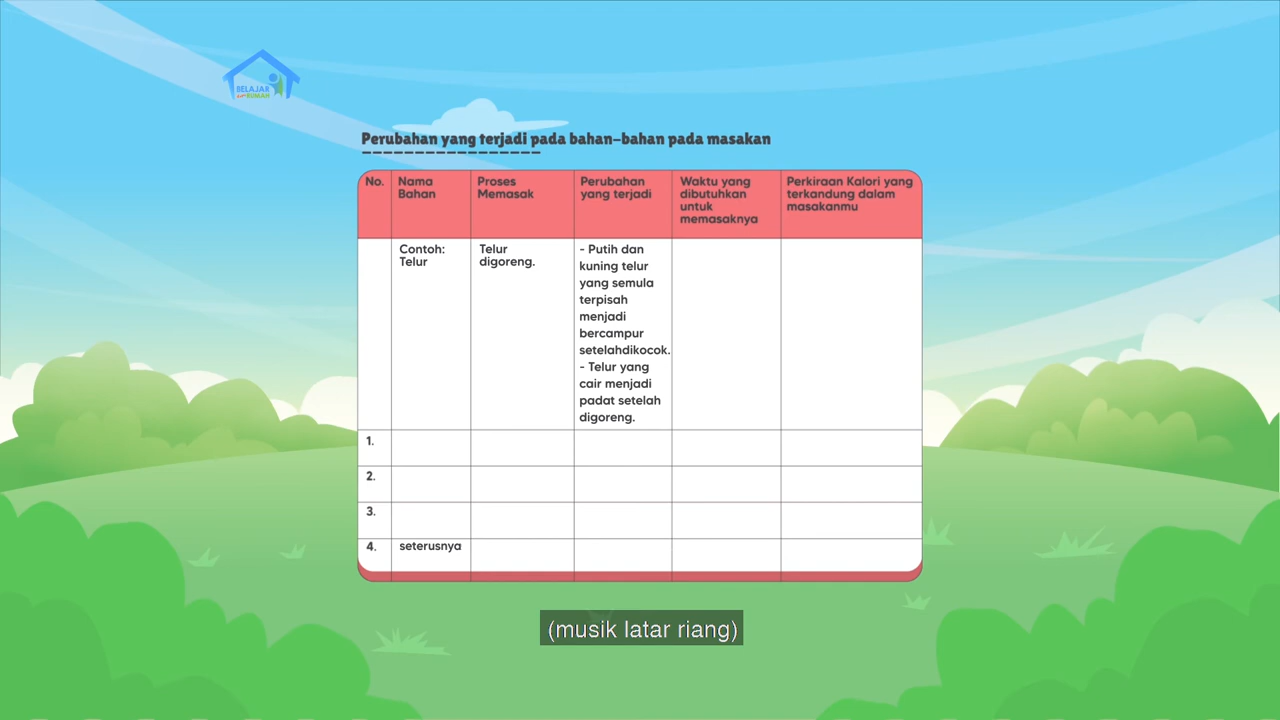 BELAJAR
dari RUMAH
Perubahan yang terjadi pada bahan-bahan pada masakan
No.
Nama
Bahan
Proses
Memasak
Perubahan
yang terjadi
Waktu yang
dibutuhkan
untuk
memasaknya
Perkiraan Kalori yang
terkandung dalam
masakanmu
Contoh:
Telur
Telur
digoreng.
- Putih dan
kuning telur
yang semula
terpisah
menjadi
bercampur
setelahdikocok.
- Telur yang
cair menjadi
padat setelah
digoreng.
1.
2.
3.
4.
seterusnya
(musik latar riang)